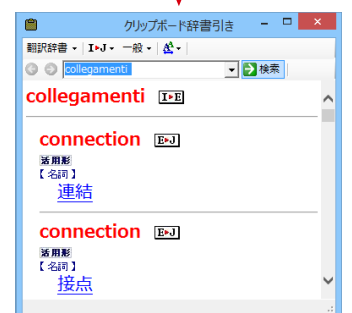 クリップボード辞書引き
翻訳辞書 I▸J 一般 あ
collegamenti 検索
collegamenti I▸E
connection E▸J
活用形
【名詞】
連結
connection E▸J
活用形
【名詞】
接点